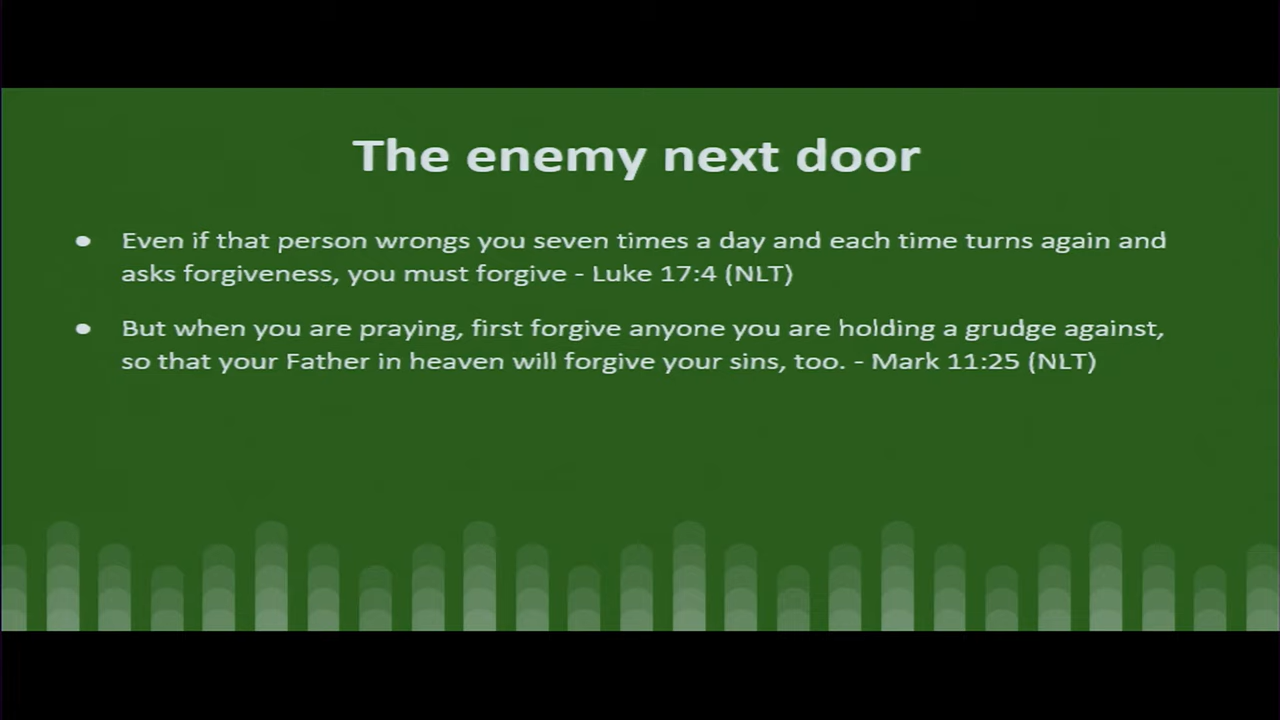 The enemy next door
● Even if that person wrongs you seven times a day and each time turns again and
asks forgiveness, you must forgive - Luke 17:4 (NLT)
● But when you are praying, first forgive anyone you are holding a grudge against,
so that your Father in heaven will forgive your sins, too. - Mark 11:25 (NLT)